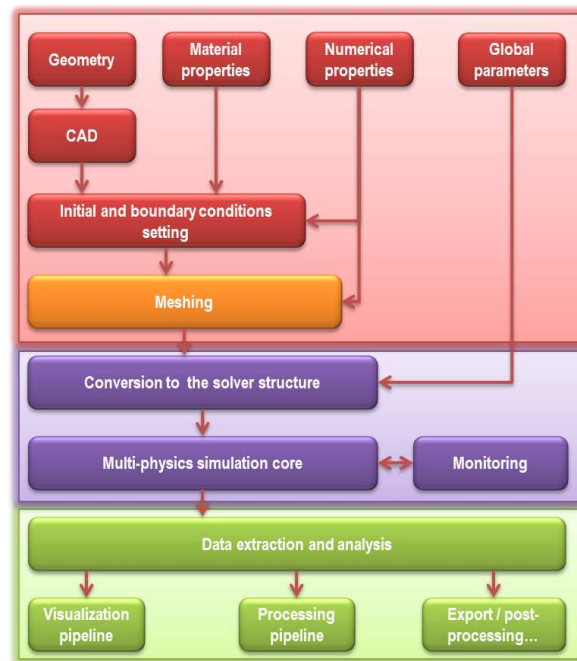 Geometry
Material
properties
Numerical
properties
Global
parameters
CAD
Initial and boundary conditions
setting
Meshing
Conversion to the solver structure
Multi-physics simulation core
Monitoring
Data extraction and analysis
Visualization
pipeline
Processing
pipeline
Export / post-
processing...